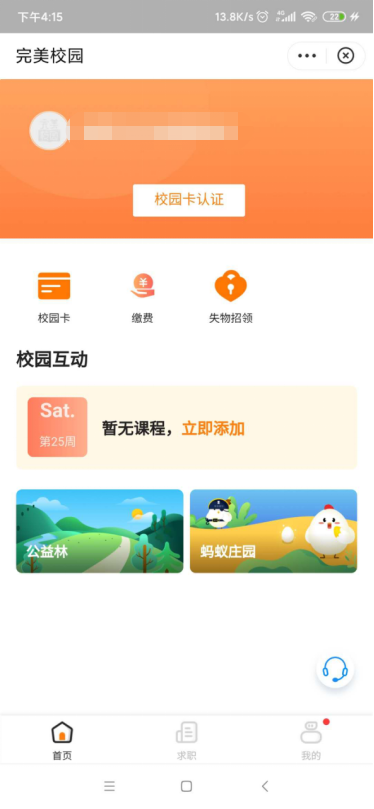 下午4:15
13.8K/s 4G 22
完美校园
校园卡认证
校园卡
缴费
失物招领
校园互动
Sat.
第25周
暂无课程，立即添加
公益林
蚂蚁庄园
首页
求职
我的